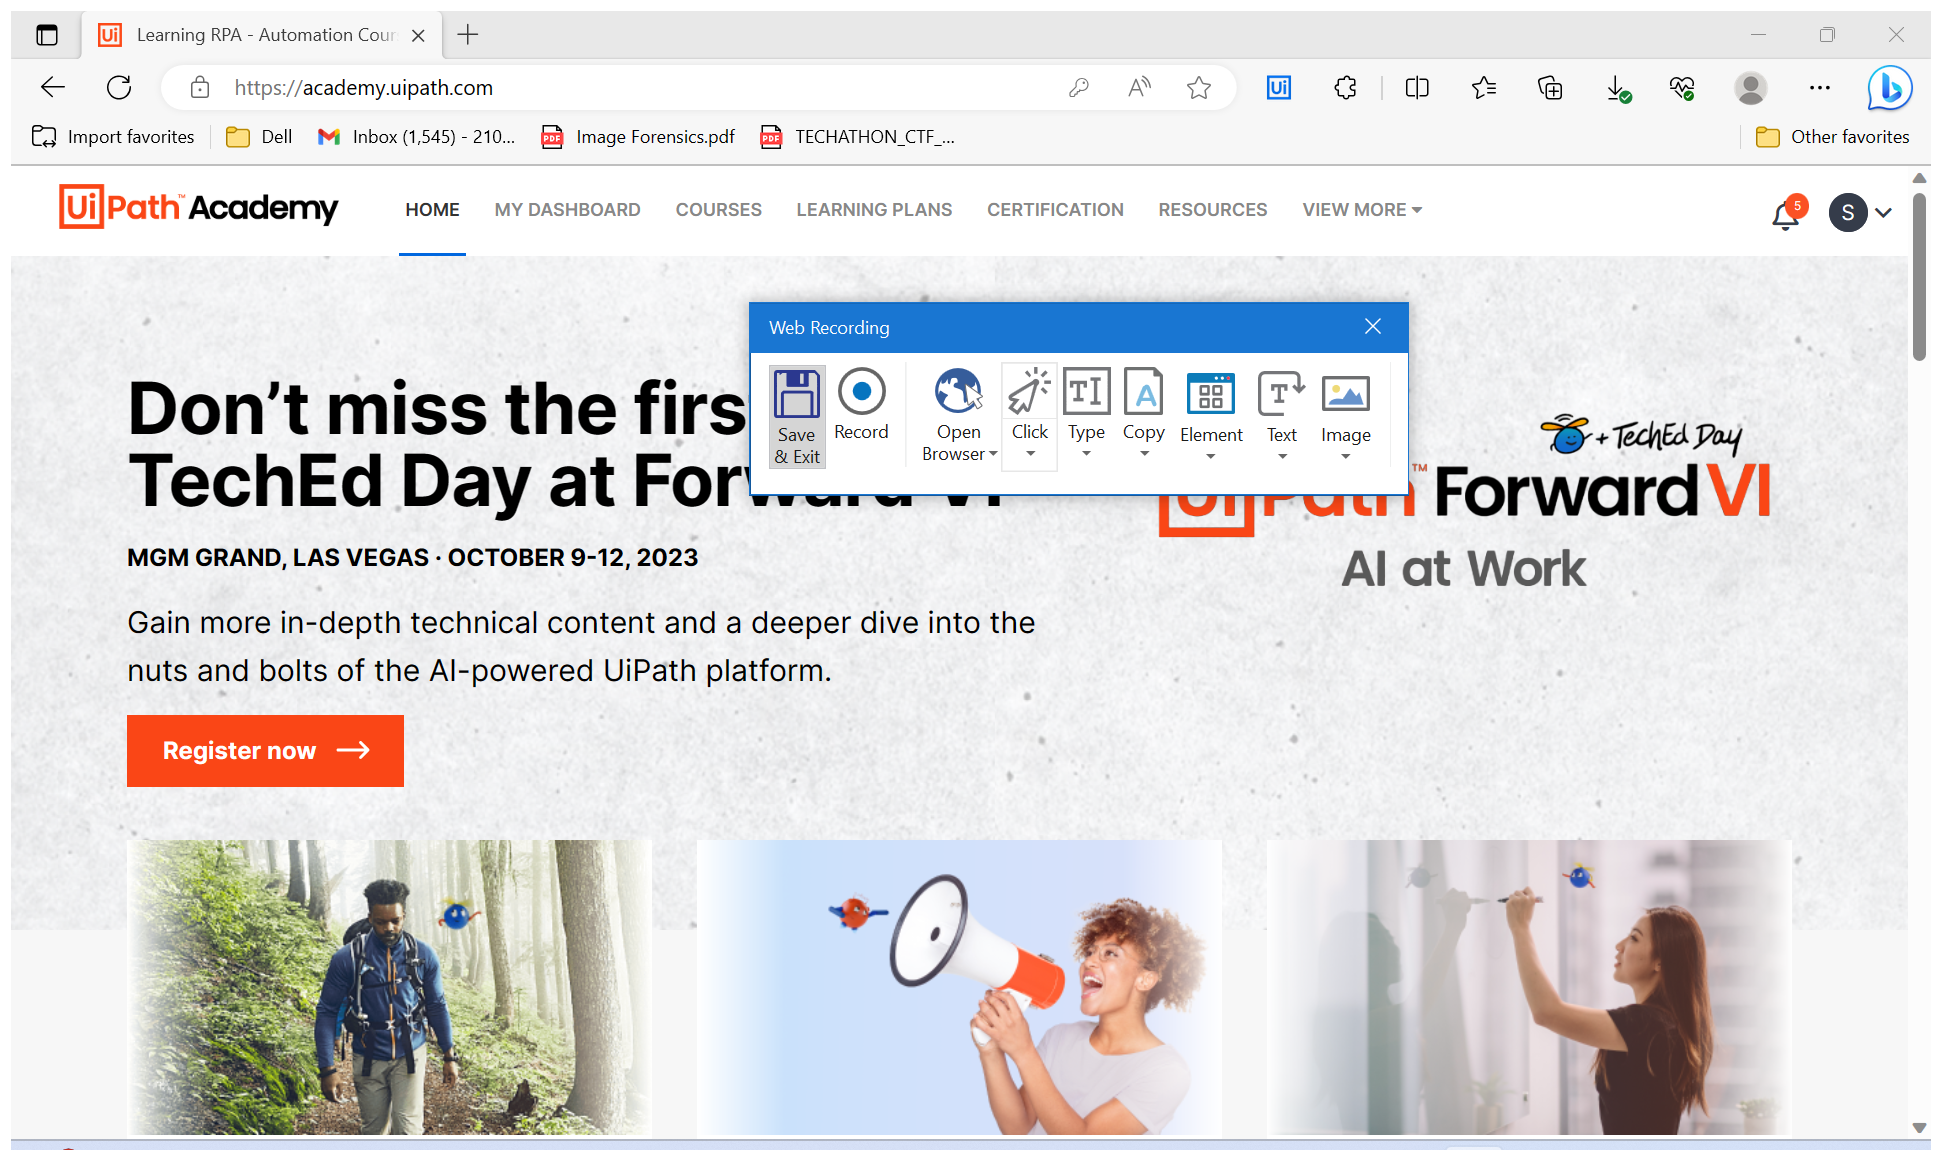 Learning RPA - Automation Cour
https://academy.uipath.com
Import favorites
Dell
Inbox (1,545) - 210...
Image Forensics.pdf
TECHATHON_CTF_...
Other favorites
UiPath™ Academy
HOME
MY DASHBOARD
COURSES
LEARNING PLANS
CERTIFICATION
RESOURCES
VIEW MORE
5
S
Web Recording
Save & Exit
Record
Open Browser
Click
Type
Copy
Element
Text
Image
Don’t miss the firs
TechEd Day at Forward VI
MGM GRAND, LAS VEGAS · OCTOBER 9-12, 2023
Gain more in-depth technical content and a deeper dive into the
nuts and bolts of the AI-powered UiPath platform.
Register now
+ TechEd Day
UiPath™ Forward VI
AI at Work